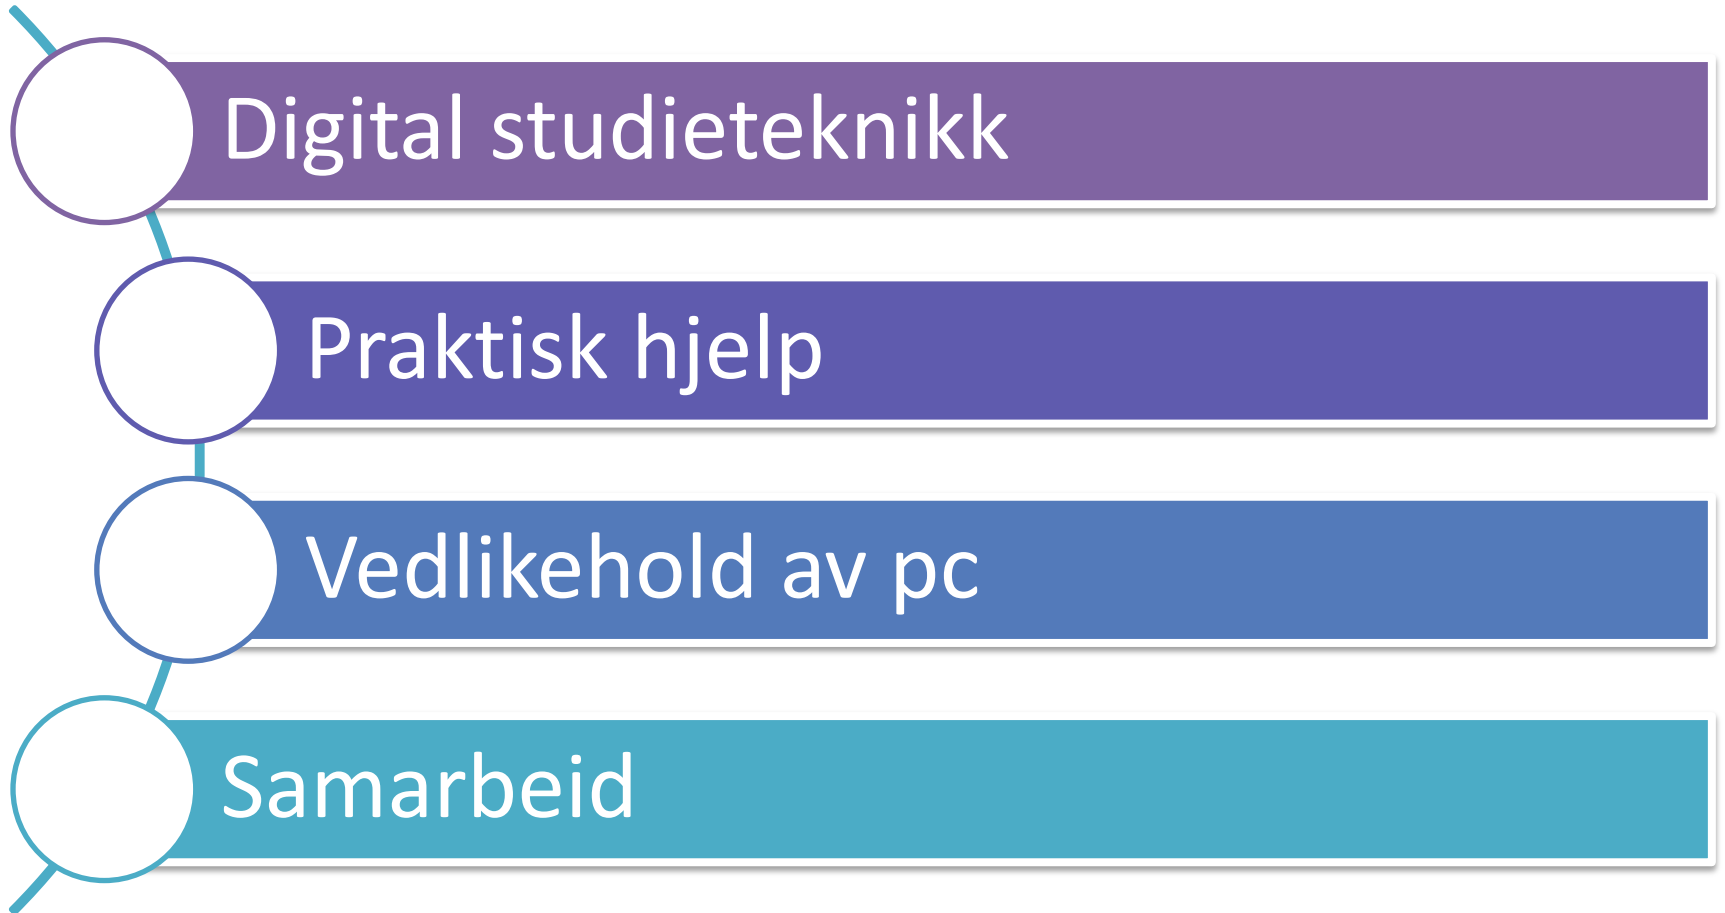 Digital studieteknikk
Praktisk hjelp
Vedlikehold av pc
Samarbeid